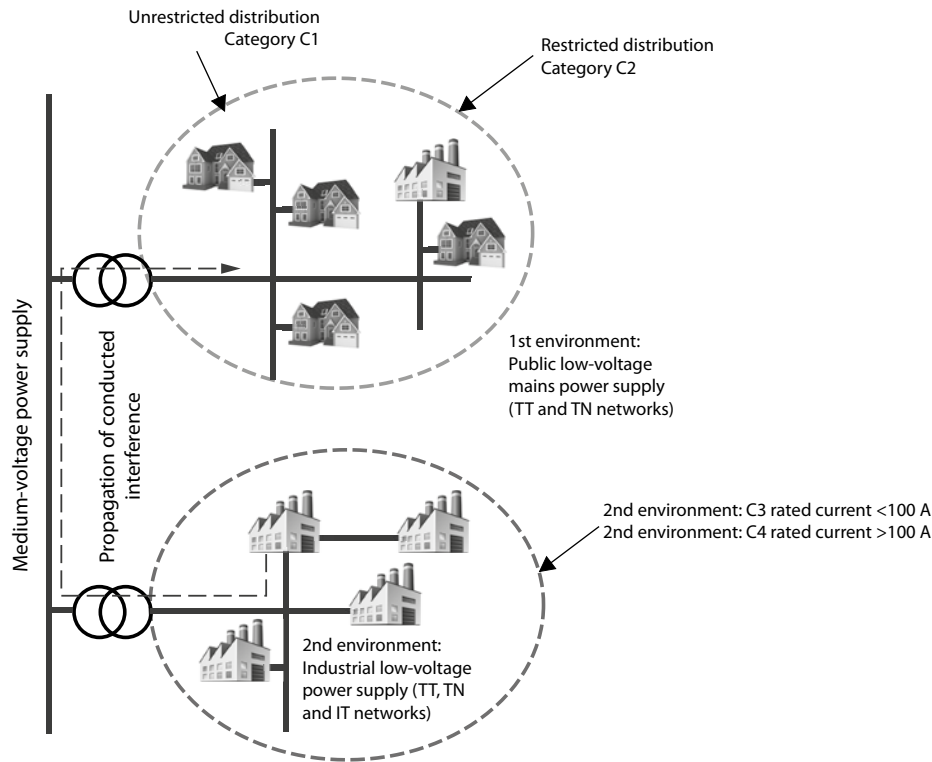 Unrestricted distribution
Category C1
Restricted distribution
Category C2
Medium-voltage power supply
Propagation of conducted
interference
1st environment:
Public low-voltage
mains power supply
(TT and TN networks)
2nd environment: C3 rated current <100 A
2nd environment: C4 rated current >100 A
2nd environment:
Industrial low-voltage
power supply (TT, TN
and IT networks)